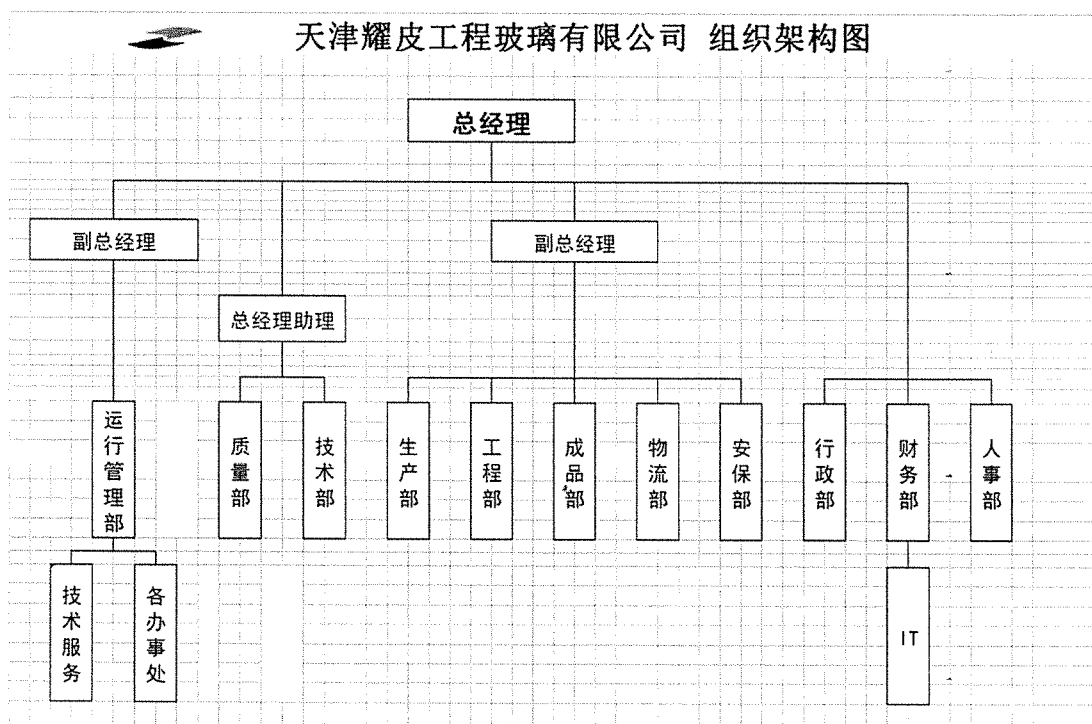 天津耀皮工程玻璃有限公司 组织架构图
总经理
副总经理
副总经理
总经理助理
运行管理部
质量部
技术部
生产部
工程部
成品部
物流部
安保部
行政部
财务部
人事部
技术服务
各办事处
IT